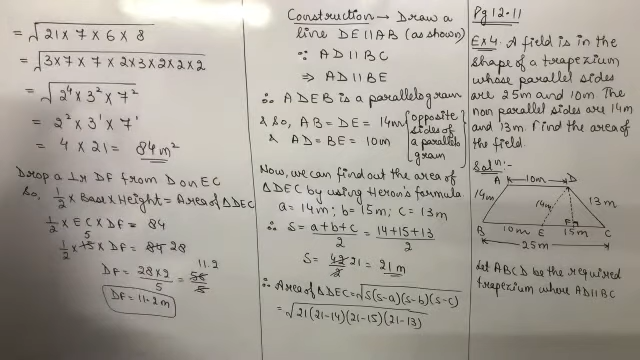 Pg 12.11
Ex 4. A field is in the
shape of a trapezium
whose parallel sides
are 25m and 10m. The
non parallel sides are 14m
and 13m. Find the area of
the field.
Solⁿ:-
A 10m D
14m 14m 13m
B 10m E F 15m C
25m
Let ABCD be the required
trapezium where AD||BC
Construction → Draw a
line DE||AB (as shown)
∵ AD||BC
⇒ AD||BE
∴ ADEB is a parallelogram
& So, AB = DE = 14m
& AD = BE = 10m
opposite
sides of
a parallelo
gram
Now, we can find out the area of
ΔDEC by using Heron's formula
a = 14m; b = 15m; c = 13m
∴ S = a+b+c/2 = 14+15+13/2
S = 42/2 21 = 21m
∴ Area of ΔDEC = √S(S-a)(S-b)(S-c)
= √21(21-14)(21-15)(21-13)
= √21 × 7 × 6 × 8
= √3×7×7×2×3×2×2×2
= √2⁴ × 3² × 7²
= 2² × 3¹ × 7¹
= 4 × 21 = 84m²
Drop a ⊥r DF from D on EC
So, 1/2 × Base × Height = Area of ΔDEC
1/2 × EC × DF = 84
1/2 × 15 5 × DF = 84 28
DF = 28×2/5 = 56/5 11.2
DF = 11.2m